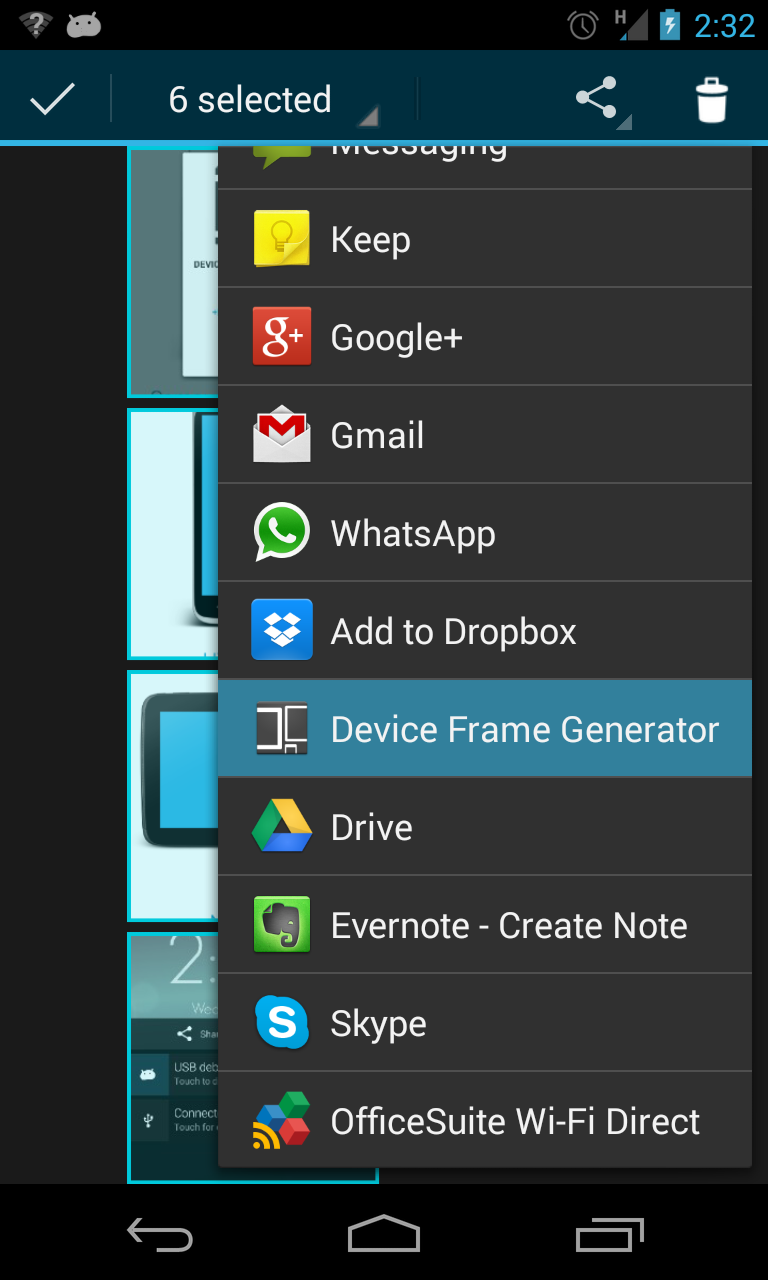 H
2:32
6 selected
Messaging
DEVIC
Keep
Google+
Gmail
WhatsApp
Add to Dropbox
Device Frame Generator
Drive
Evernote - Create Note
2:
Wed
Shar
Skype
USB deb
Touch to d
Connect
Touch for
OfficeSuite Wi-Fi Direct